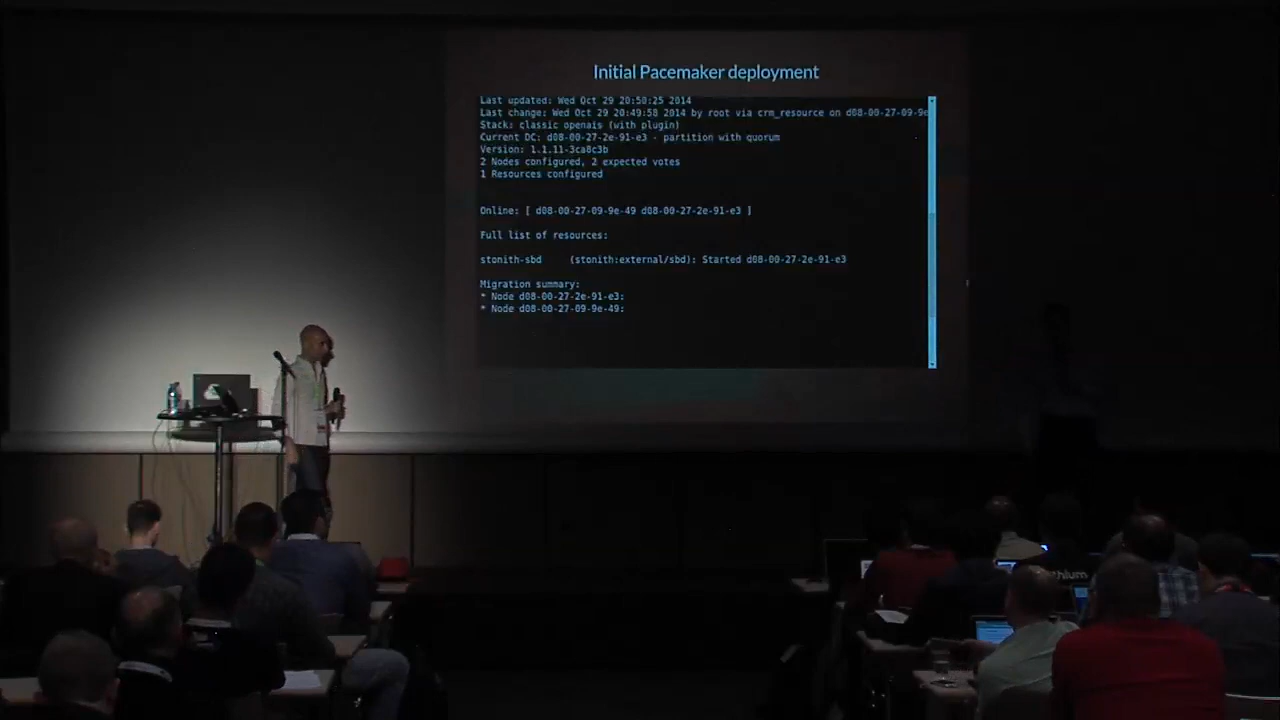 Initial Pacemaker deployment
Last updated: Wed Oct 29 20:50:25 2014
Last change: Wed Oct 29 20:49:58 2014 by root via crm_resource on d08-00-27-09-9e
Stack: classic openais (with plugin)
Current DC: d08-00-27-2e-91-e3 - partition with quorum
Version: 1.1.11-3ca8c3b
2 Nodes configured, 2 expected votes
1 Resources configured
Online: [ d08-00-27-09-9e-49 d08-00-27-2e-91-e3 ]
Full list of resources:
stonith-sbd (stonith:external/sbd): Started d08-00-27-2e-91-e3
Migration summary:
* Node d08-00-27-2e-91-e3:
* Node d08-00-27-09-9e-49: